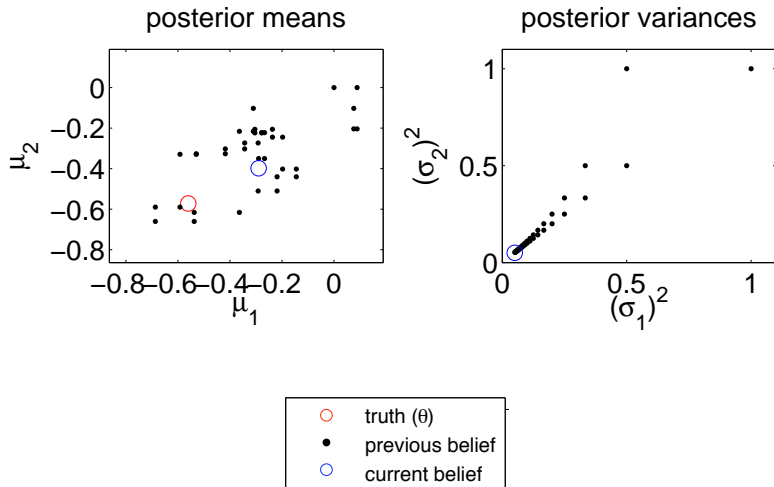 posterior means
0
−0.2
−0.4
−0.6
−0.8
μ2
−0.8 −0.6 −0.4 −0.2 0
μ1
posterior variances
1
0.5
0
(σ2)2
0 0.5 1
(σ1)2
truth (θ)
previous belief
current belief